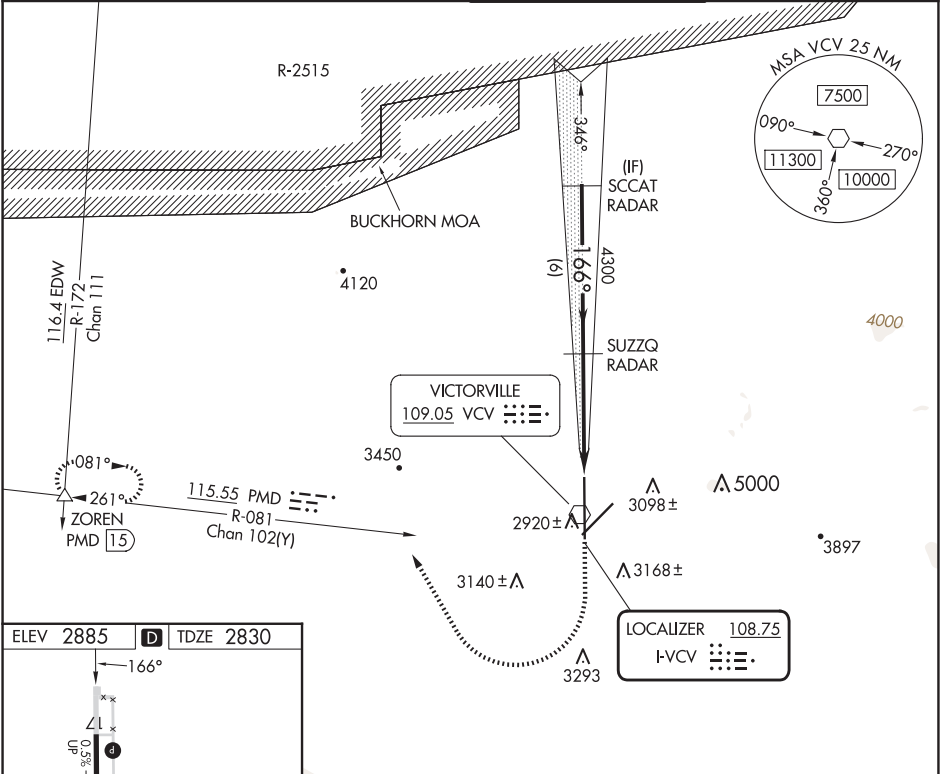 R-2515
MSA VCV 25 NM
7500
090°
270°
11300
10000
360°
346°
(IF)
SCCAT
RADAR
BUCKHORN MOA
116.4 EDW
R-172
Chan 111
4120
(6)
166°
4300
4000
SUZZQ
RADAR
VICTORVILLE
109.05 VCV
3450
081°
261°
ZOREN
PMD 15
115.55 PMD
R-081
Chan 102(Y)
2920±
3098±
5000
3897
3140±
3168±
LOCALIZER 108.75
I-VCV
3293
ELEV 2885 D TDZE 2830
166°
17
0.5%
UP
P